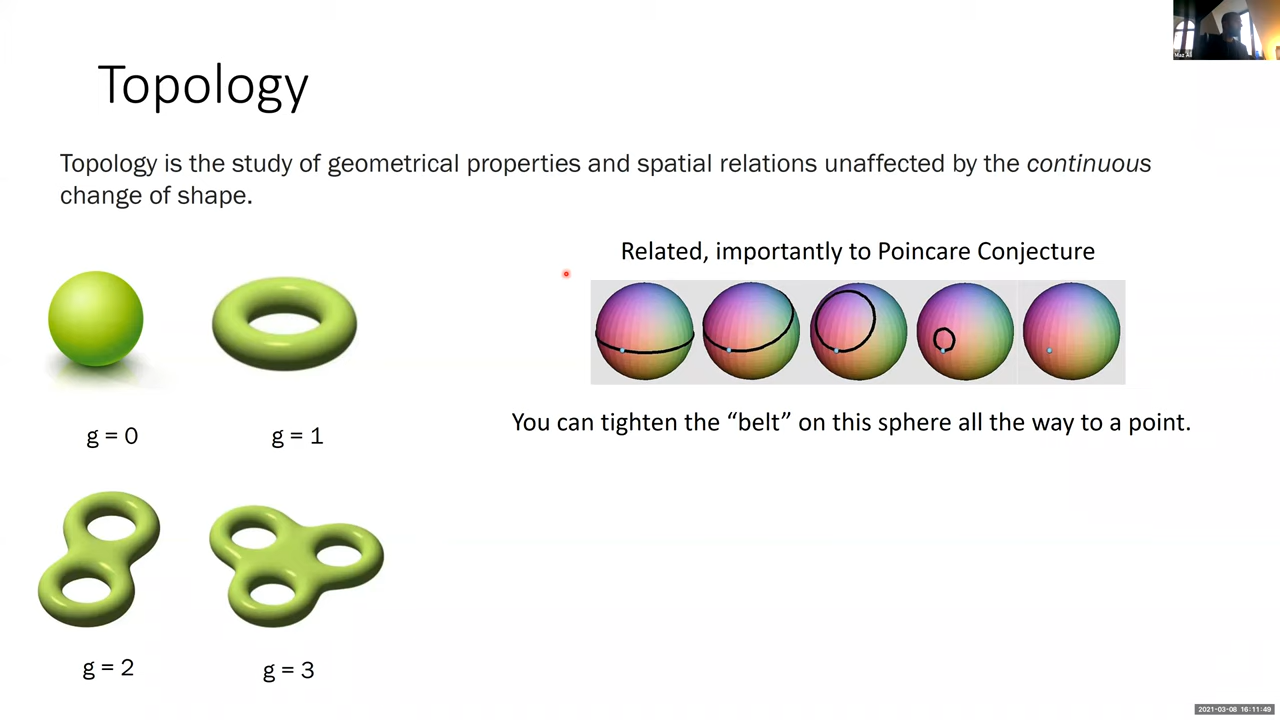 Maz Ali
Topology
Topology is the study of geometrical properties and spatial relations unaffected by the continuous
change of shape.
Related, importantly to Poincare Conjecture
You can tighten the “belt” on this sphere all the way to a point.
g = 0
g = 1
g = 2
g = 3
2021-03-08 16:11:49